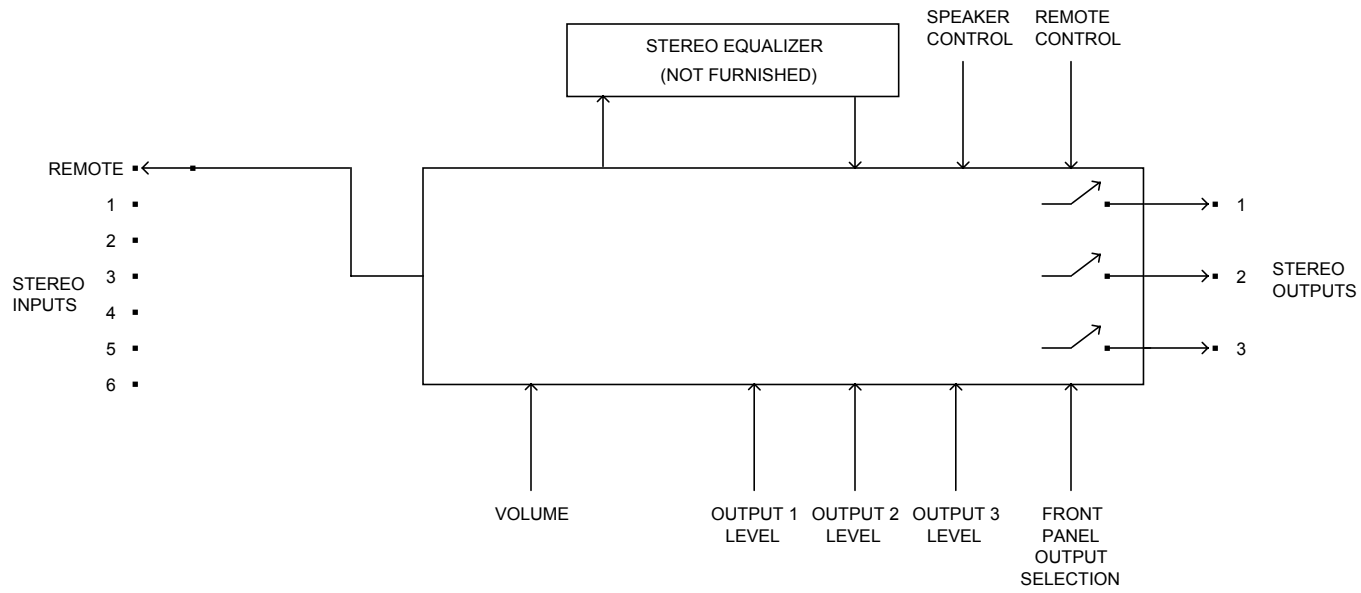 STEREO EQUALIZER
(NOT FURNISHED)
SPEAKER
CONTROL
REMOTE
CONTROL
REMOTE
1
2
3
4
5
6
STEREO
INPUTS
1
2
3
STEREO
OUTPUTS
VOLUME
OUTPUT 1
LEVEL
OUTPUT 2
LEVEL
OUTPUT 3
LEVEL
FRONT
PANEL
OUTPUT
SELECTION